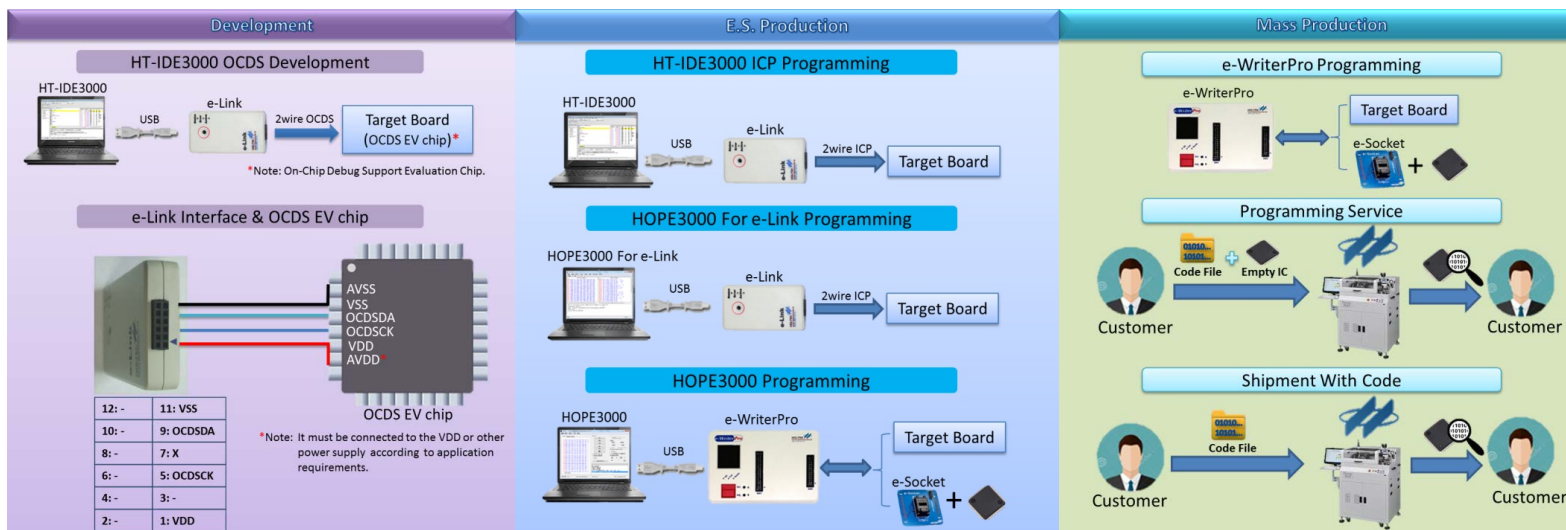 Development
HT-IDE3000 OCDS Development
HT-IDE3000
USB
e-Link
2wire OCDS
Target Board
(OCDS EV chip)*
*Note: On-Chip Debug Support Evaluation Chip.
e-Link Interface & OCDS EV chip
AVSS
VSS
OCDSDA
OCDSCK
VDD
AVDD*
OCDS EV chip
12: - 11: VSS
10: - 9: OCDSDA
8: - 7: X
6: - 5: OCDSCK
4: - 3: -
2: - 1: VDD
*Note: It must be connected to the VDD or other
power supply according to application
requirements.
E.S. Production
HT-IDE3000 ICP Programming
HT-IDE3000
USB
e-Link
2wire ICP
Target Board
HOPE3000 For e-Link Programming
HOPE3000 For e-Link
USB
e-Link
2wire ICP
Target Board
HOPE3000 Programming
HOPE3000
USB
e-WriterPro
Target Board
e-Socket
+
Mass Production
e-WriterPro Programming
e-WriterPro
Target Board
e-Socket
+
Programming Service
01010...
10101...
Code File
+
Empty IC
Customer
Customer
Shipment With Code
01010...
10101...
Code File
Customer
Customer